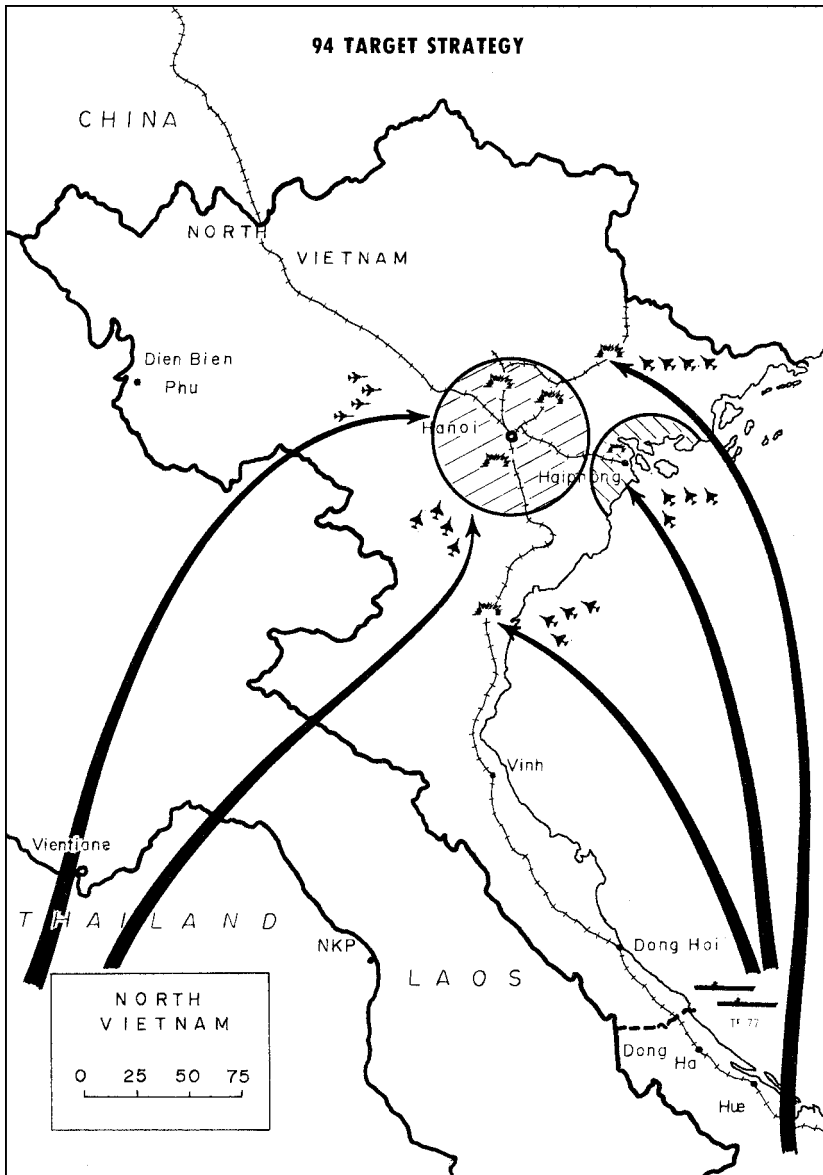 94 TARGET STRATEGY
CHINA
NORTH
VIETNAM
Dien Bien
Phu
Hanoi
Haiphong
Vinh
Vientiane
THAILAND
NKP
LAOS
Dong Hoi
TF 77
Dong
Ha
Hue
NORTH
VIETNAM
0 25 50 75